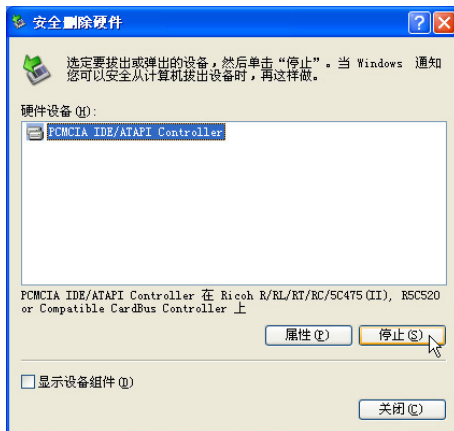 安全删除硬件
选定要拔出或弹出的设备，然后单击“停止”。当 Windows 通知
您可以安全从计算机拔出设备时，再这样做。
硬件设备(H):
PCMCIA IDE/ATAPI Controller
PCMCIA IDE/ATAPI Controller 在 Ricoh R/RL/RT/RC/5C475(II), R5C520
or Compatible CardBus Controller 上
属性(P)
停止(S)
显示设备组件(D)
关闭(C)